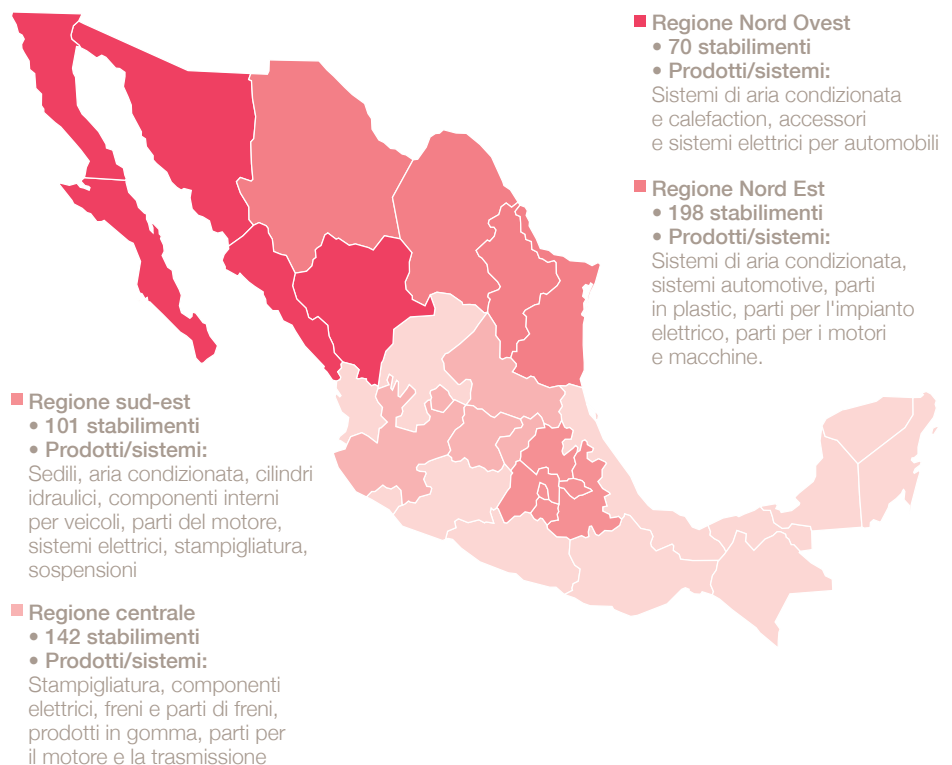 Regione Nord Ovest
• 70 stabilimenti
• Prodotti/sistemi:
Sistemi di aria condizionata
e calefaction, accessori
e sistemi elettrici per automobili
Regione Nord Est
• 198 stabilimenti
• Prodotti/sistemi:
Sistemi di aria condizionata,
sistemi automotive, parti
in plastic, parti per l'impianto
elettrico, parti per i motori
e macchine.
Regione sud-est
• 101 stabilimenti
• Prodotti/sistemi:
Sedili, aria condizionata, cilindri
idraulici, componenti interni
per veicoli, parti del motore,
sistemi elettrici, stampigliatura,
sospensioni
Regione centrale
• 142 stabilimenti
• Prodotti/sistemi:
Stampigliatura, componenti
elettrici, freni e parti di freni,
prodotti in gomma, parti per
il motore e la trasmissione